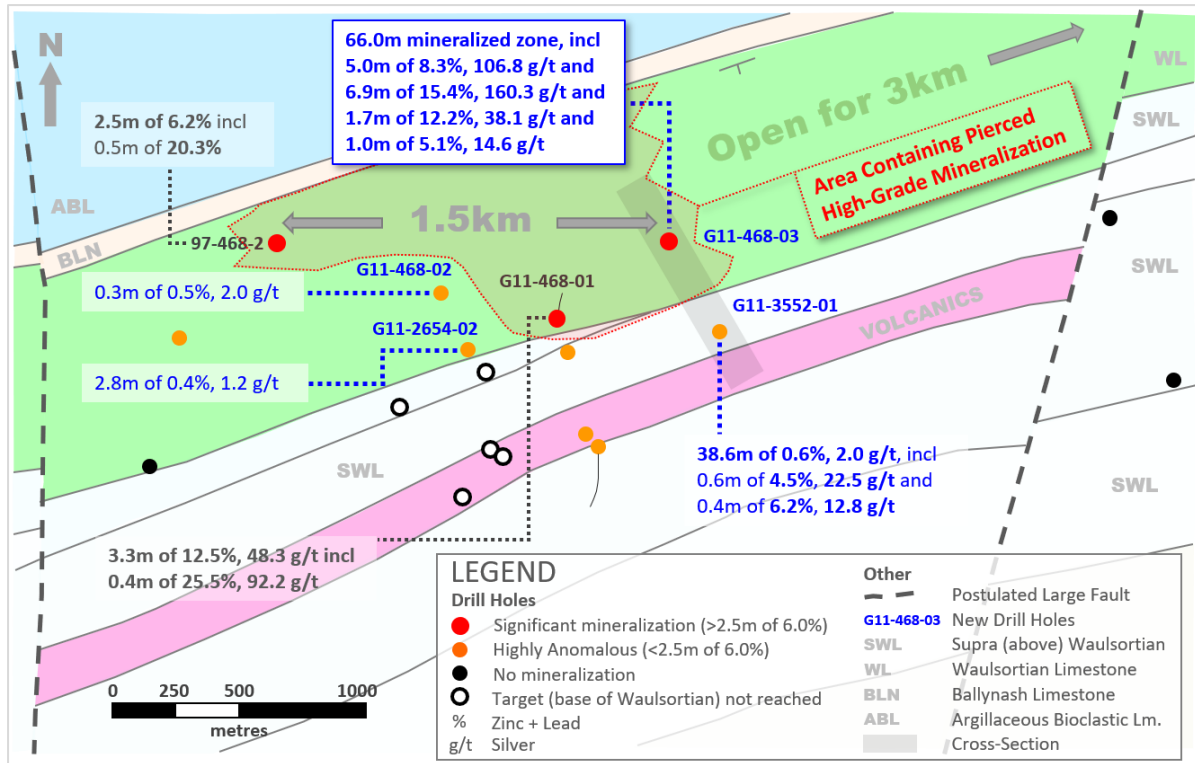 N
66.0m mineralized zone, incl
5.0m of 8.3%, 106.8 g/t and
6.9m of 15.4%, 160.3 g/t and
1.7m of 12.2%, 38.1 g/t and
1.0m of 5.1%, 14.6 g/t
Open for 3km
WL
SWL
2.5m of 6.2% incl
0.5m of 20.3%
Area Containing Pierced
High-Grade Mineralization
ABL
BLN
1.5km
97-468-2
G11-468-03
G11-468-02
G11-468-01
SWL
0.3m of 0.5%, 2.0 g/t
G11-2654-02
G11-3552-01
VOLCANICS
2.8m of 0.4%, 1.2 g/t
SWL
38.6m of 0.6%, 2.0 g/t, incl
0.6m of 4.5%, 22.5 g/t and
0.4m of 6.2%, 12.8 g/t
SWL
3.3m of 12.5%, 48.3 g/t incl
0.4m of 25.5%, 92.2 g/t
LEGEND
Drill Holes
Significant mineralization (>2.5m of 6.0%)
Highly Anomalous (<2.5m of 6.0%)
No mineralization
Target (base of Waulsortian) not reached
% Zinc + Lead
g/t Silver
Other
Postulated Large Fault
G11-468-03 New Drill Holes
SWL Supra (above) Waulsortian
WL Waulsortian Limestone
BLN Ballynash Limestone
ABL Argillaceous Bioclastic Lm.
Cross-Section
0 250 500 1000
metres